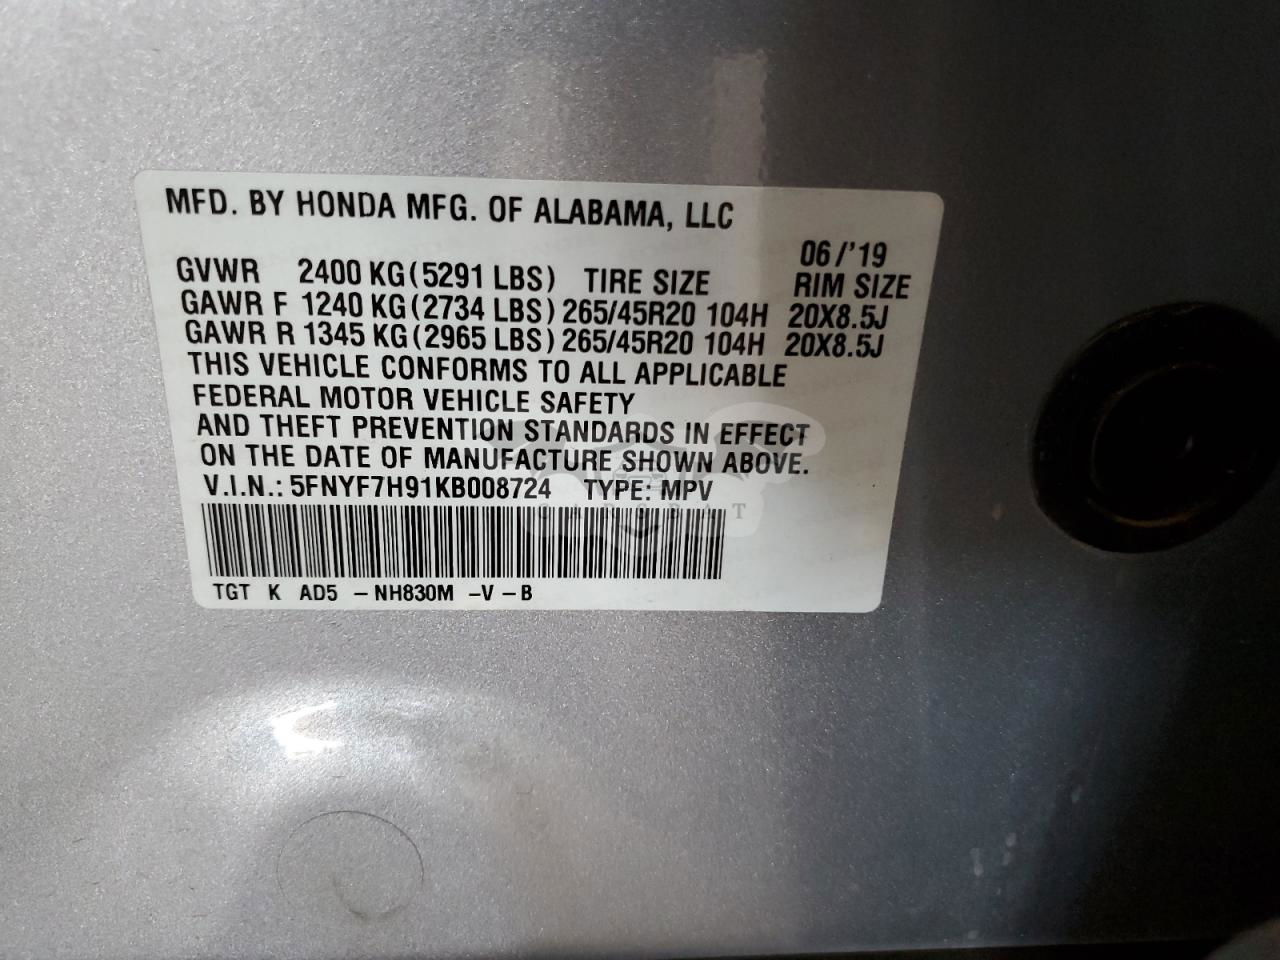 MFD. BY HONDA MFG. OF ALABAMA, LLC
06/'19
GVWR 2400 KG(5291 LBS) TIRE SIZE RIM SIZE
GAWR F 1240 KG(2734 LBS) 265/45R20 104H 20X8.5J
GAWR R 1345 KG(2965 LBS) 265/45R20 104H 20X8.5J
THIS VEHICLE CONFORMS TO ALL APPLICABLE
FEDERAL MOTOR VEHICLE SAFETY
AND THEFT PREVENTION STANDARDS IN EFFECT
ON THE DATE OF MANUFACTURE SHOWN ABOVE.
V.I.N.: 5FNYF7H91KB008724 TYPE: MPV
CARSBAT
TGT K AD5 -NH830M -V-B